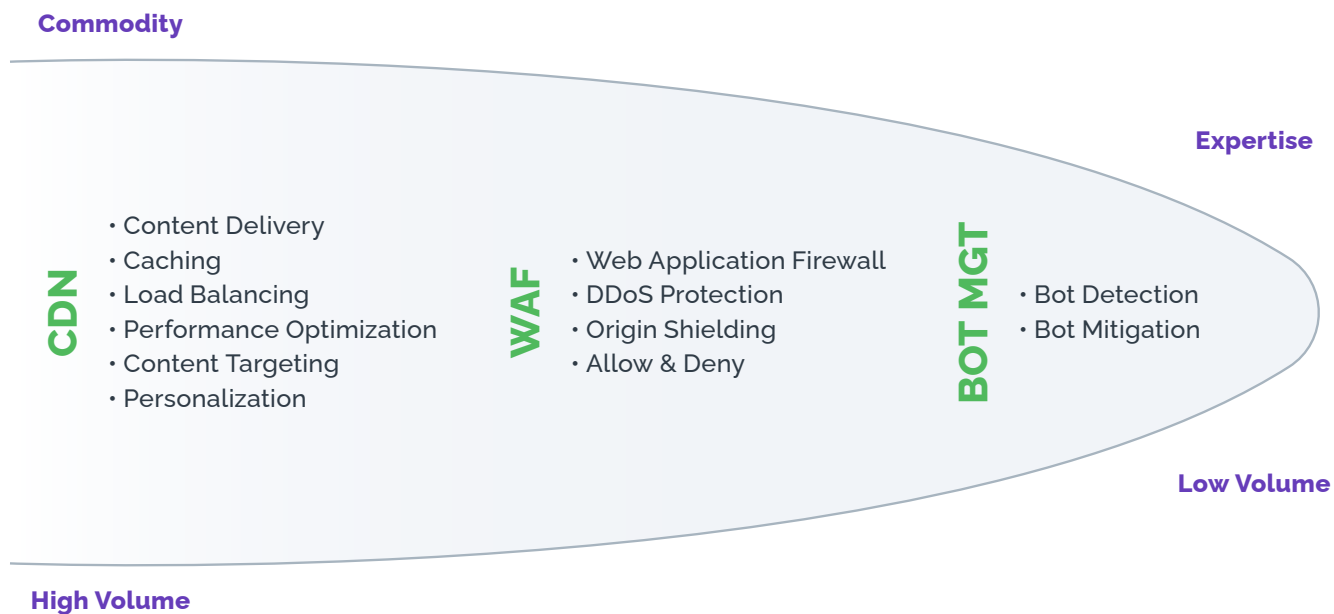 Commodity
Expertise
CDN
• Content Delivery
• Caching
• Load Balancing
• Performance Optimization
• Content Targeting
• Personalization
WAF
• Web Application Firewall
• DDoS Protection
• Origin Shielding
• Allow & Deny
BOT MGT
• Bot Detection
• Bot Mitigation
Low Volume
High Volume